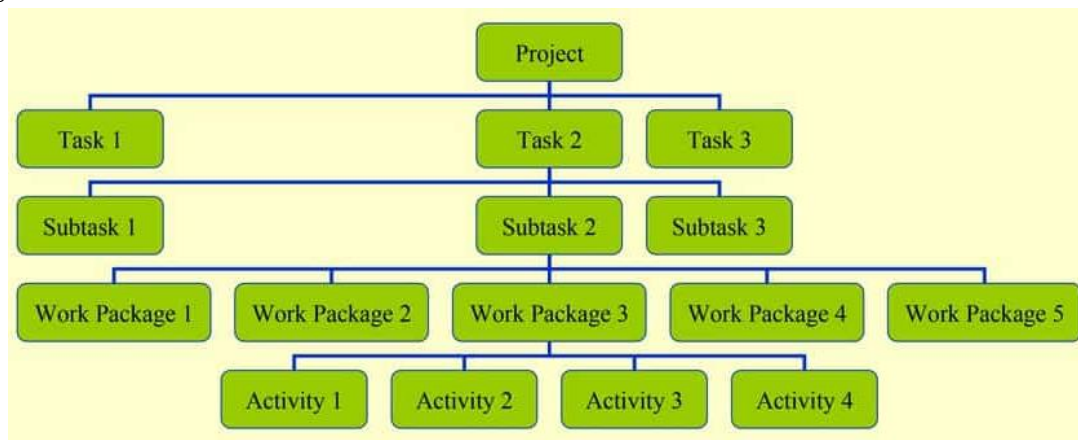 Project
Task 1 Task 2 Task 3
Subtask 1 Subtask 2 Subtask 3
Work Package 1 Work Package 2 Work Package 3 Work Package 4 Work Package 5
Activity 1 Activity 2 Activity 3 Activity 4